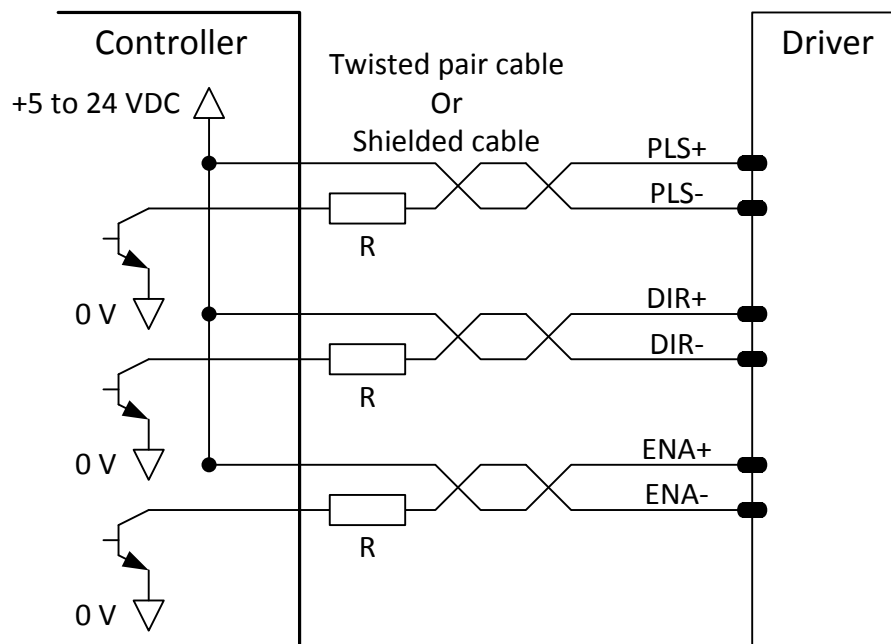 Controller
Driver
Twisted pair cable
Or
Shielded cable
+5 to 24 VDC
PLS+
PLS-
R
0 V
DIR+
DIR-
R
0 V
ENA+
ENA-
R
0 V